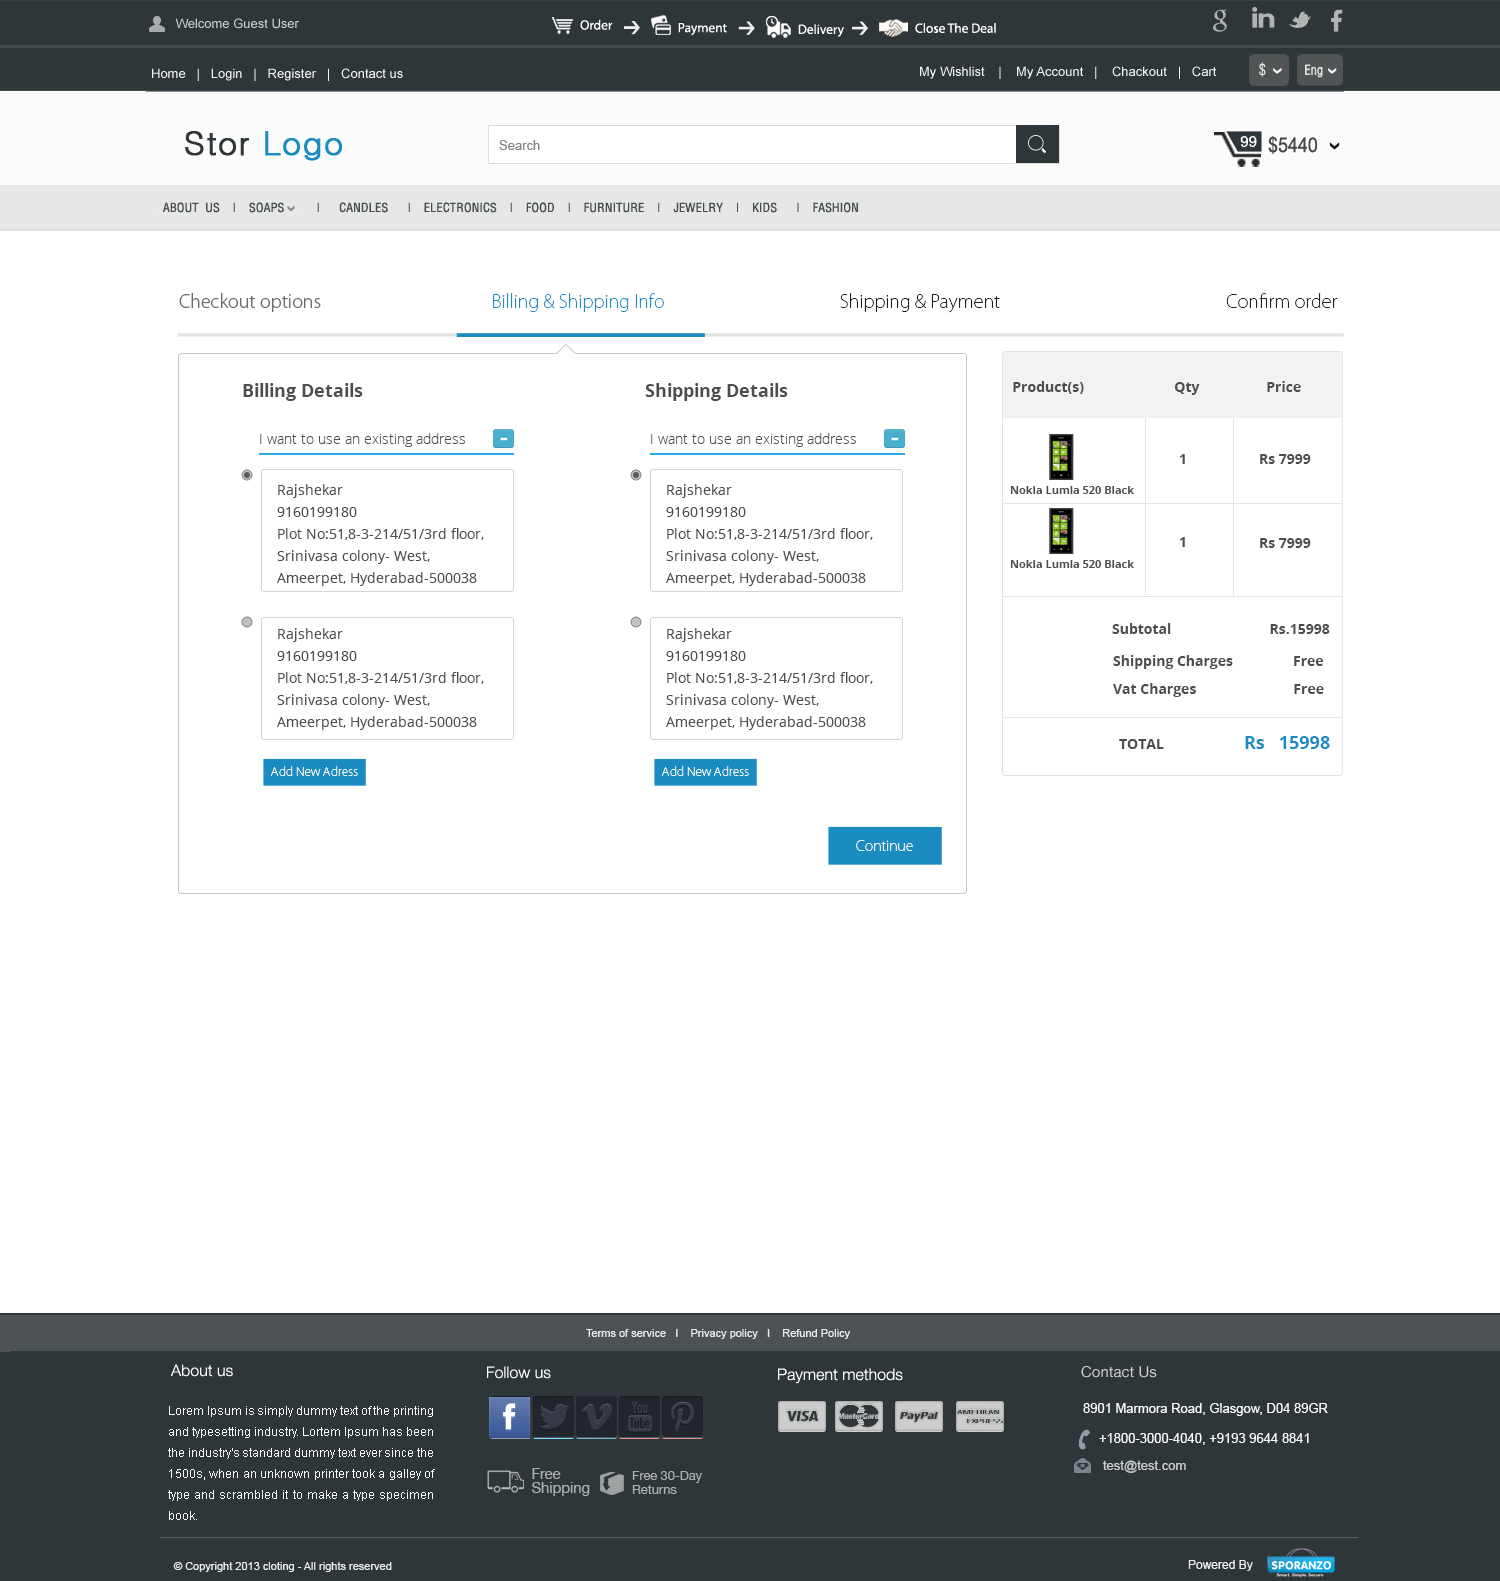 Welcome Guest User
Order
Payment
Delivery
Close The Deal
Home | Login | Register | Contact us
My Wishlist | My Account | Chackout | Cart
$
Eng
Stor Logo
Search
99
$5440
ABOUT US | SOAPS | CANDLES | ELECTRONICS | FOOD | FURNITURE | JEWELRY | KIDS | FASHION
Checkout options
Billing & Shipping Info
Shipping & Payment
Confirm order
Billing Details
I want to use an existing address
Rajshekar
9160199180
Plot No:51,8-3-214/51/3rd floor,
Srinivasa colony- West,
Ameerpet, Hyderabad-500038
Rajshekar
9160199180
Plot No:51,8-3-214/51/3rd floor,
Srinivasa colony- West,
Ameerpet, Hyderabad-500038
Add New Adress
Shipping Details
I want to use an existing address
Rajshekar
9160199180
Plot No:51,8-3-214/51/3rd floor,
Srinivasa colony- West,
Ameerpet, Hyderabad-500038
Rajshekar
9160199180
Plot No:51,8-3-214/51/3rd floor,
Srinivasa colony- West,
Ameerpet, Hyderabad-500038
Add New Adress
Continue
Product(s) Qty Price
1 Rs 7999
Nokla Lumla 520 Black
1 Rs 7999
Nokla Lumla 520 Black
Subtotal Rs.15998
Shipping Charges Free
Vat Charges Free
TOTAL Rs 15998
Terms of service | Privacy policy | Refund Policy
About us
Lorem Ipsum is simply dummy text of the printing
and typesetting industry. Lortem Ipsum has been
the industry's standard dummy text ever since the
1500s, when an unknown printer took a galley of
type and scrambled it to make a type specimen
book.
Follow us
You
Tube
Free
Shipping
Free 30-Day
Returns
Payment methods
VISA
MasterCard
PayPal
AMERICAN
EXPRESS
Contact Us
8901 Marmora Road, Glasgow, D04 89GR
+1800-3000-4040, +9193 9644 8841
test@test.com
© Copyright 2013 cloting - All rights reserved
Powered By
SPORANZO
Smart, Simple, Secure